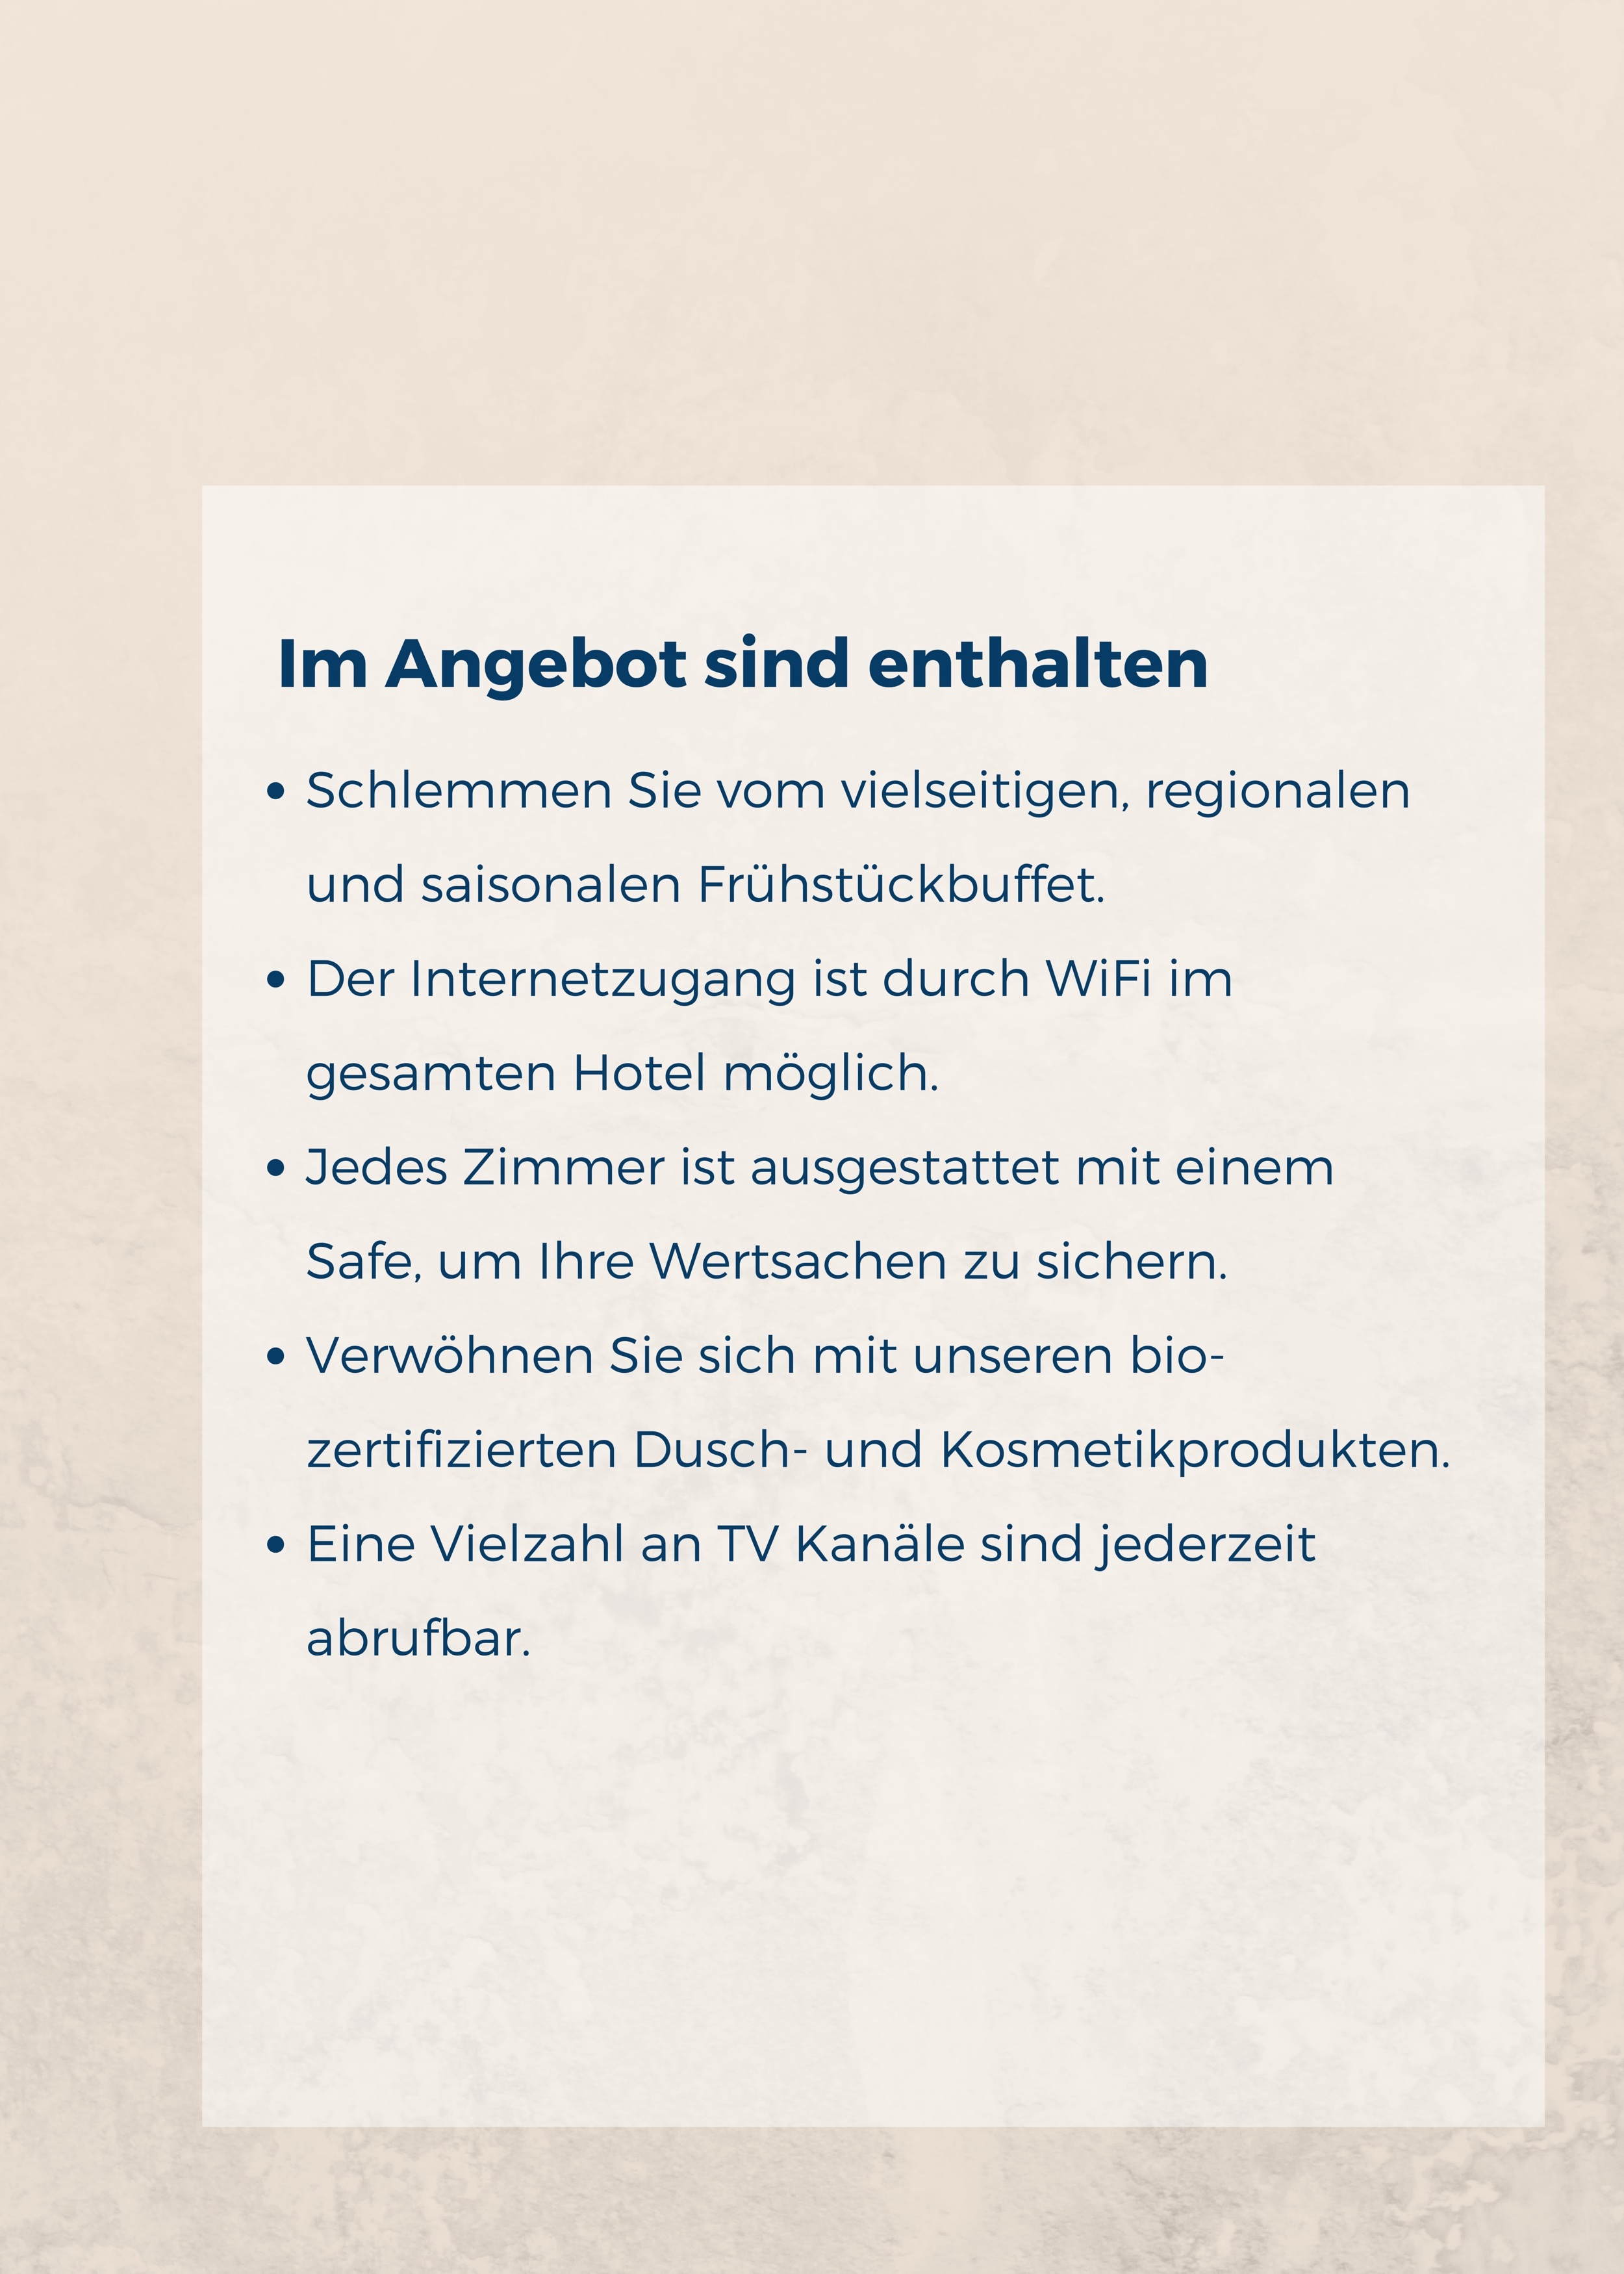 Im Angebot sind enthalten
• Schlemmen Sie vom vielseitigen, regionalen
und saisonalen Frühstückbuffet.
• Der Internetzugang ist durch WiFi im
gesamten Hotel möglich.
• Jedes Zimmer ist ausgestattet mit einem
Safe, um Ihre Wertsachen zu sichern.
• Verwöhnen Sie sich mit unseren bio-
zertifizierten Dusch- und Kosmetikprodukten.
• Eine Vielzahl an TV Kanäle sind jederzeit
abrufbar.